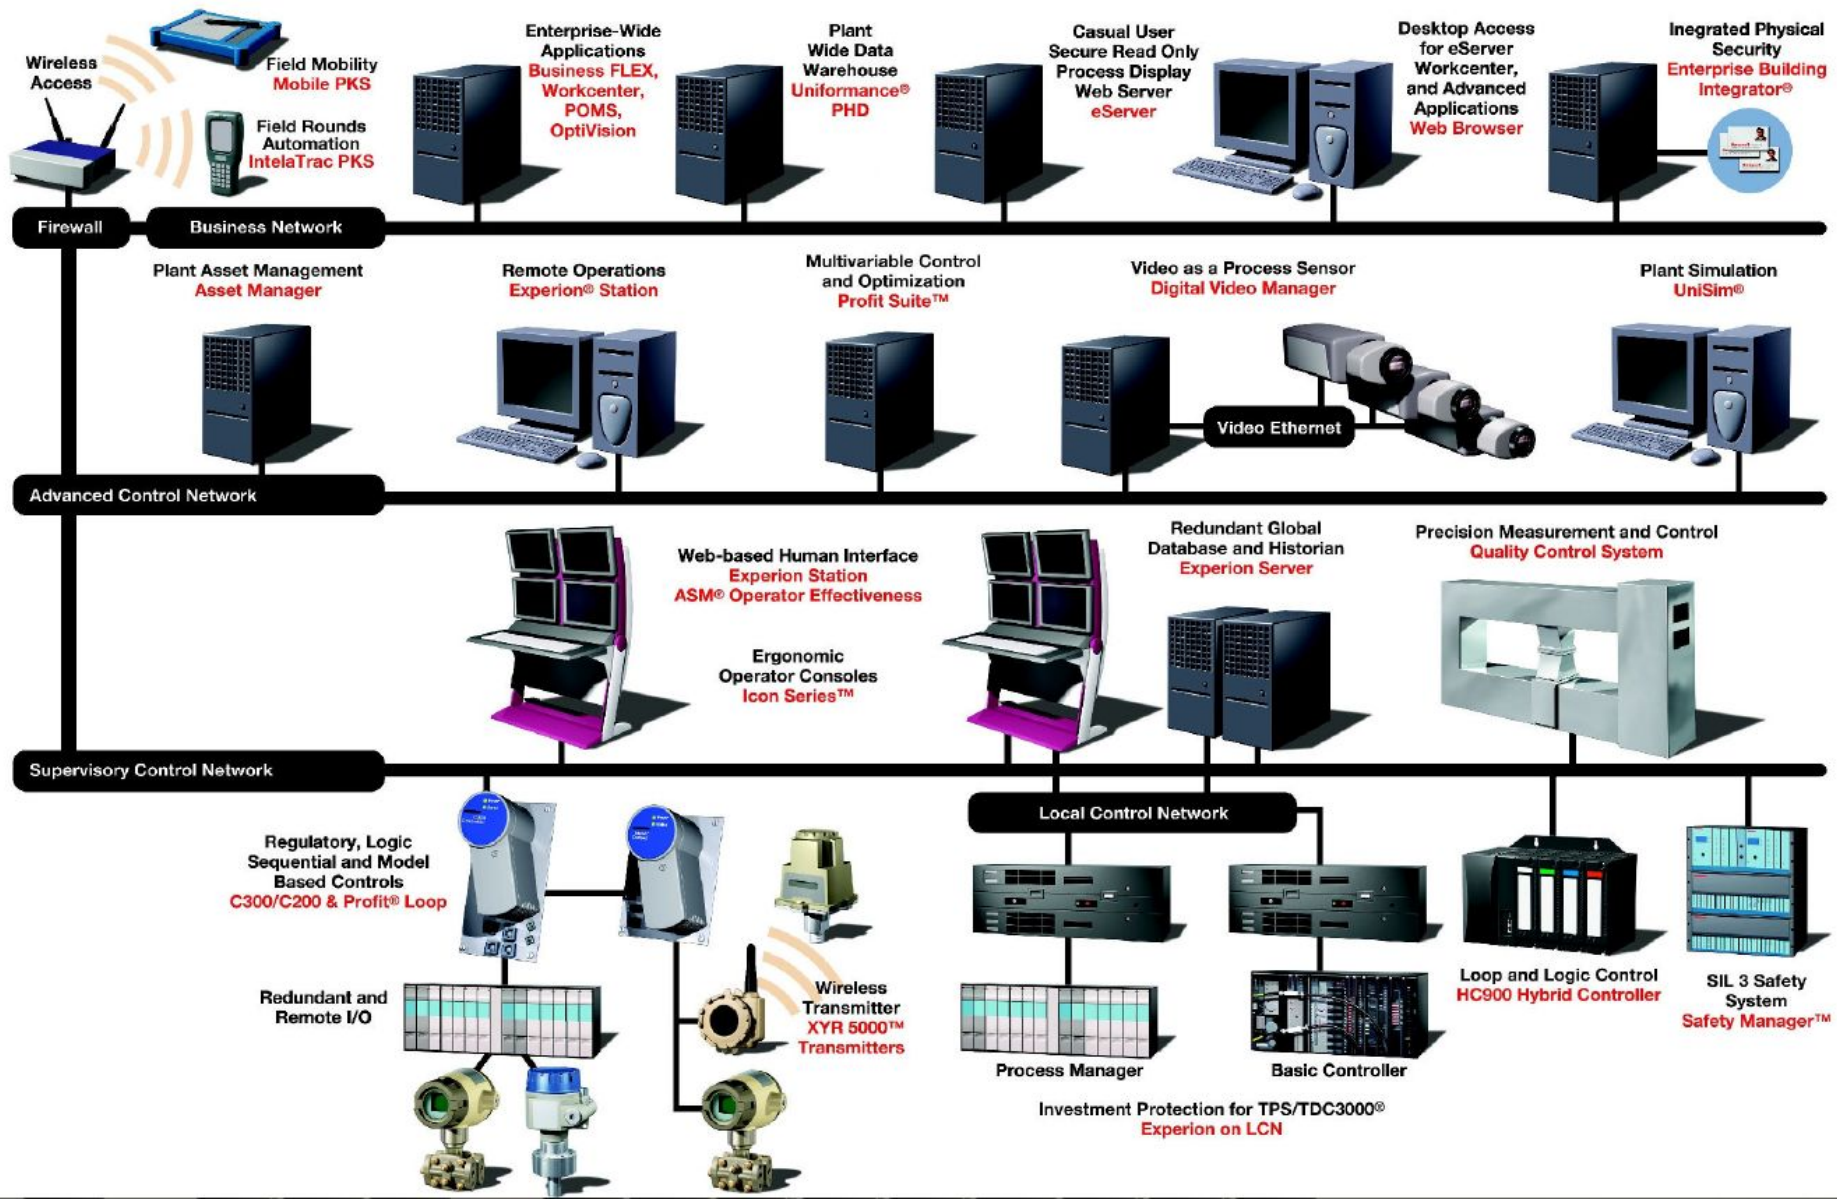 Wireless
Access
Field Mobility
Mobile PKS
Field Rounds
Automation
IntelaTrac PKS
Enterprise-Wide
Applications
Business FLEX,
Workcenter,
POMS,
OptiVision
Plant
Wide Data
Warehouse
Uniformance®
PHD
Casual User
Secure Read Only
Process Display
Web Server
eServer
Desktop Access
for eServer
Workcenter,
and Advanced
Applications
Web Browser
Inegrated Physical
Security
Enterprise Building
Integrator®
Firewall
Business Network
Plant Asset Management
Asset Manager
Remote Operations
Experion® Station
Multivariable Control
and Optimization
Profit Suite™
Video as a Process Sensor
Digital Video Manager
Plant Simulation
UniSim®
Video Ethernet
Advanced Control Network
Web-based Human Interface
Experion Station
ASM® Operator Effectiveness
Ergonomic
Operator Consoles
Icon Series™
Redundant Global
Database and Historian
Experion Server
Precision Measurement and Control
Quality Control System
Supervisory Control Network
Local Control Network
Regulatory, Logic
Sequential and Model
Based Controls
C300/C200 & Profit® Loop
Redundant and
Remote I/O
Wireless
Transmitter
XYR 5000™
Transmitters
Process Manager
Basic Controller
Investment Protection for TPS/TDC3000®
Experion on LCN
Loop and Logic Control
HC900 Hybrid Controller
SIL 3 Safety
System
Safety Manager™